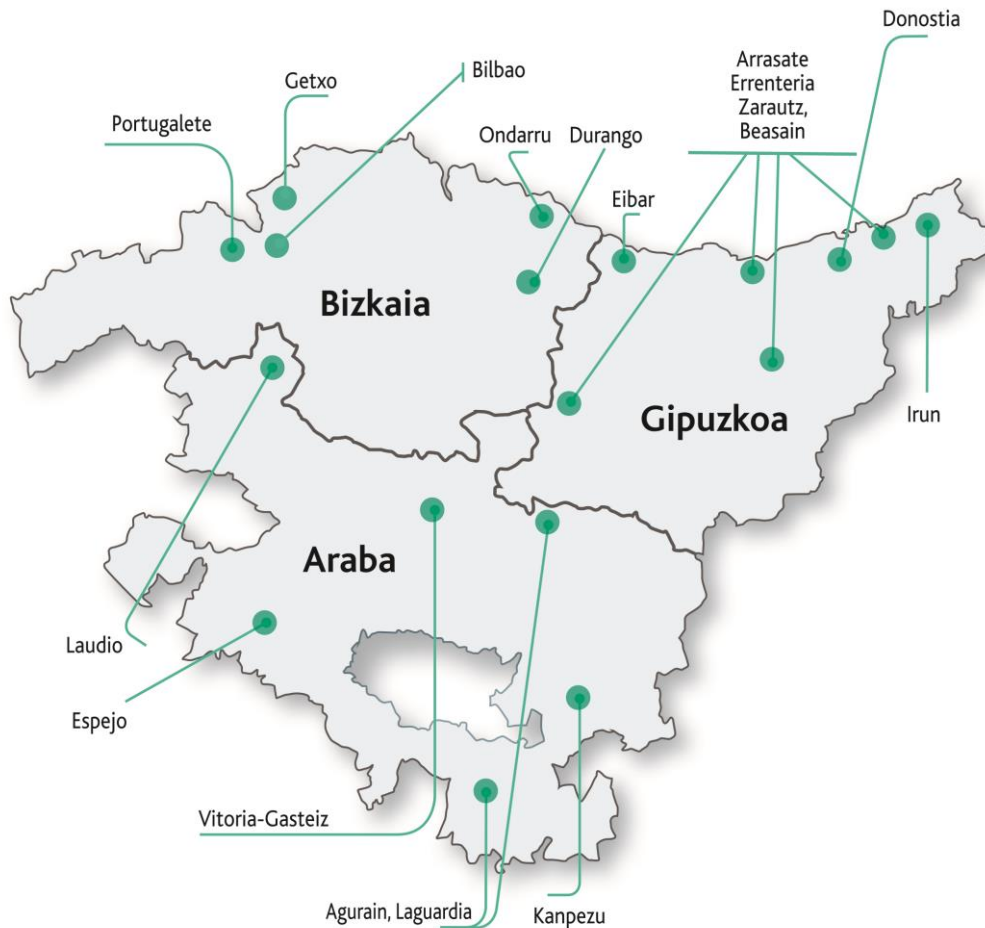 Donostia
Arrasate
Errenteria
Zarautz,
Beasain
Getxo
Bilbao
Portugalete
Ondarru
Durango
Eibar
Bizkaia
Gipuzkoa
Irun
Araba
Laudio
Espejo
Vitoria-Gasteiz
Agurain, Laguardia
Kanpezu